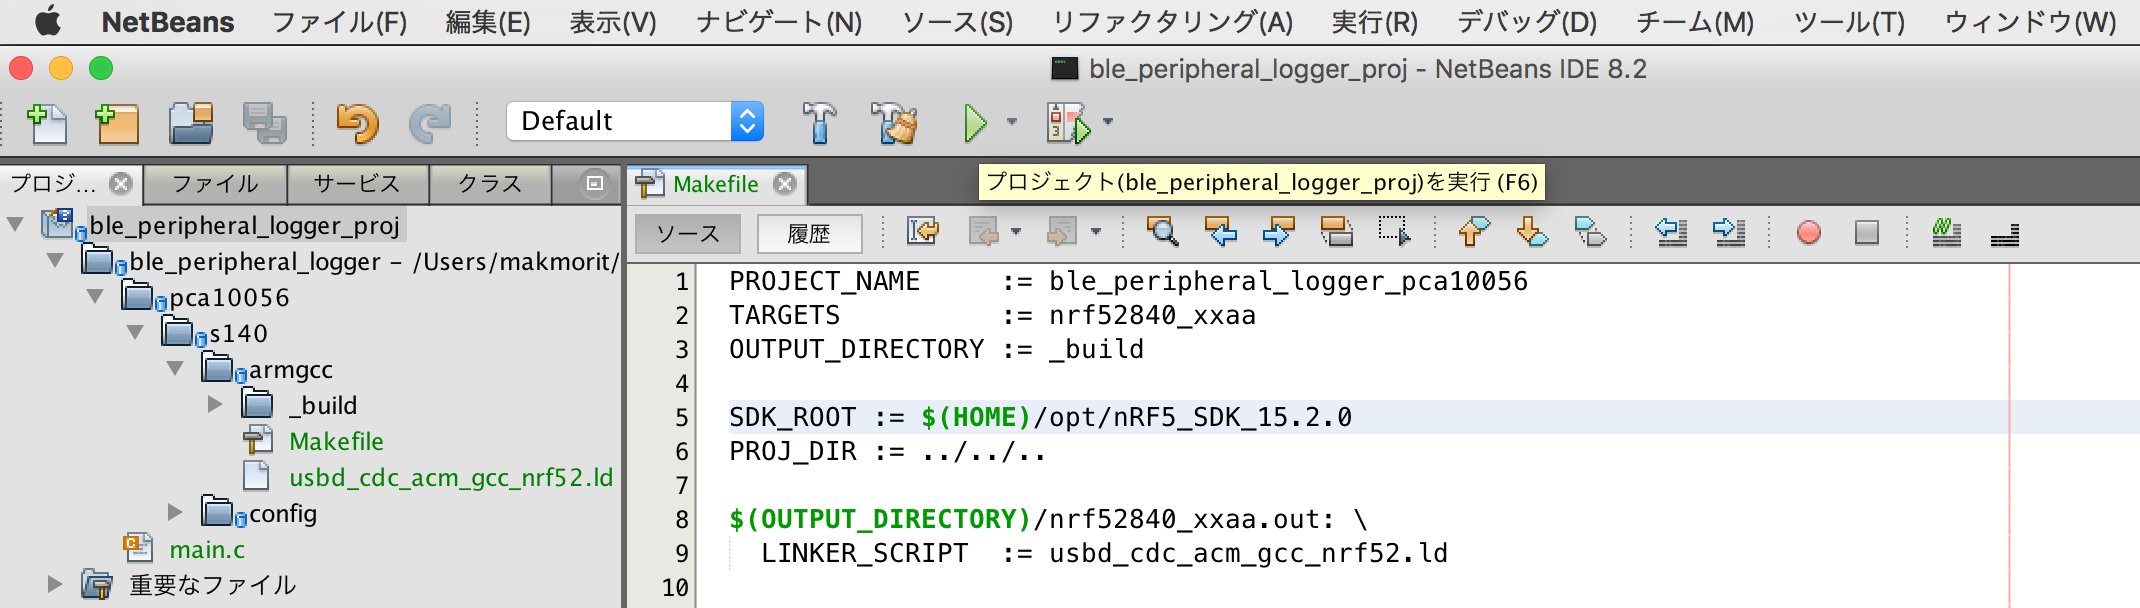 NetBeans ファイル(F) 編集(E) 表示(V) ナビゲート(N) ソース(S) リファクタリング(A) 実行(R) デバッグ(D) チーム(M) ツール(T) ウィンドウ(W)
ble_peripheral_logger_proj - NetBeans IDE 8.2
Default
プロジ... ファイル サービス クラス
Makefile
プロジェクト(ble_peripheral_logger_proj)を実行 (F6)
ソース 履歴
ble_peripheral_logger_proj
ble_peripheral_logger – /Users/makmorit/
pca10056
s140
armgcc
_build
Makefile
usbd_cdc_acm_gcc_nrf52.ld
config
main.c
重要なファイル
1 PROJECT_NAME := ble_peripheral_logger_pca10056
2 TARGETS := nrf52840_xxaa
3 OUTPUT_DIRECTORY := _build
4
5 SDK_ROOT := $(HOME)/opt/nRF5_SDK_15.2.0
6 PROJ_DIR := ../../..
7
8 $(OUTPUT_DIRECTORY)/nrf52840_xxaa.out: \
9 LINKER_SCRIPT := usbd_cdc_acm_gcc_nrf52.ld
10